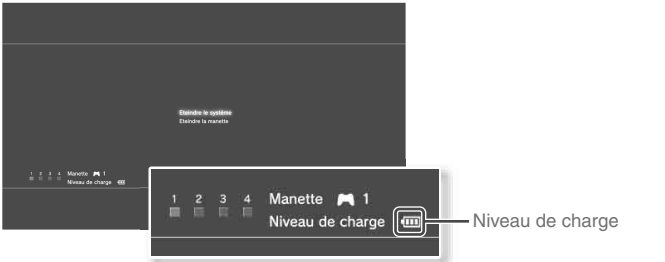 Eteindre le système
Eteindre la manette
1 2 3 4 Manette 1
Niveau de charge
1 2 3 4 Manette 1
Niveau de charge
Niveau de charge